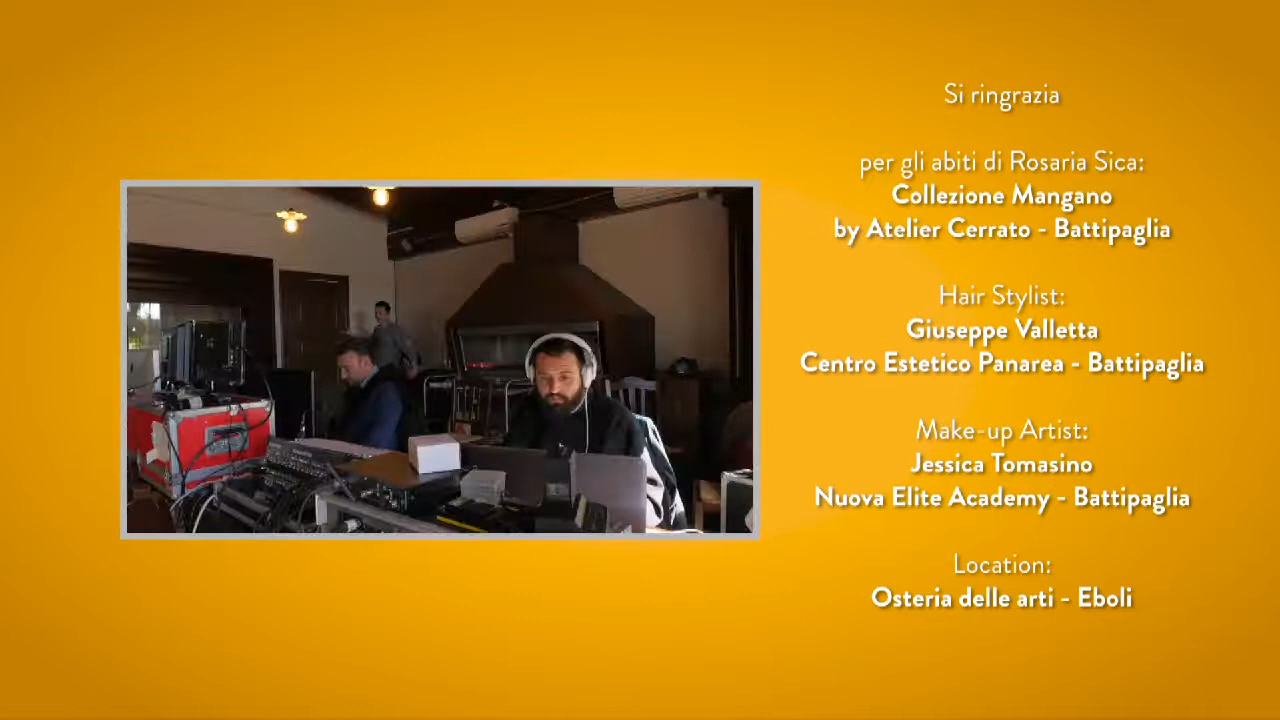 Si ringrazia
per gli abiti di Rosaria Sica:
Collezione Mangano
by Atelier Cerrato - Battipaglia
Hair Stylist:
Giuseppe Valletta
Centro Estetico Panarea - Battipaglia
Make-up Artist:
Jessica Tomasino
Nuova Elite Academy - Battipaglia
Location:
Osteria delle arti - Eboli